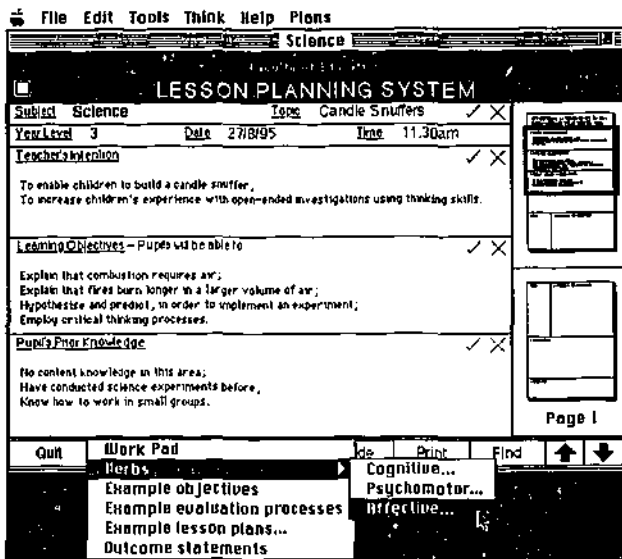 File Edit Tools Think Help Plans
Science
LESSON PLANNING SYSTEM
Subject Science Topic Candle Snuffers
Year Level 3 Date 27/8/95 Time 11.30am
Teacher's Intention
To enable children to build a candle snuffer;
To increase children's experience with open-ended investigations using thinking skills.
Learning Objectives - Pupils will be able to
Explain that combustion requires air;
Explain that fires burn longer in a larger volume of air;
Hypothesise and predict, in order to implement an experiment;
Employ critical thinking processes.
Pupil's Prior Knowledge
No content knowledge in this area;
Have conducted science experiments before,
Know how to work in small groups.
Page 1
Quit Work Pad de Print Find
Verbs Cognitive...
Example objectives Psychomotor...
Example evaluation processes Affective...
Example lesson plans...
Outcome statements